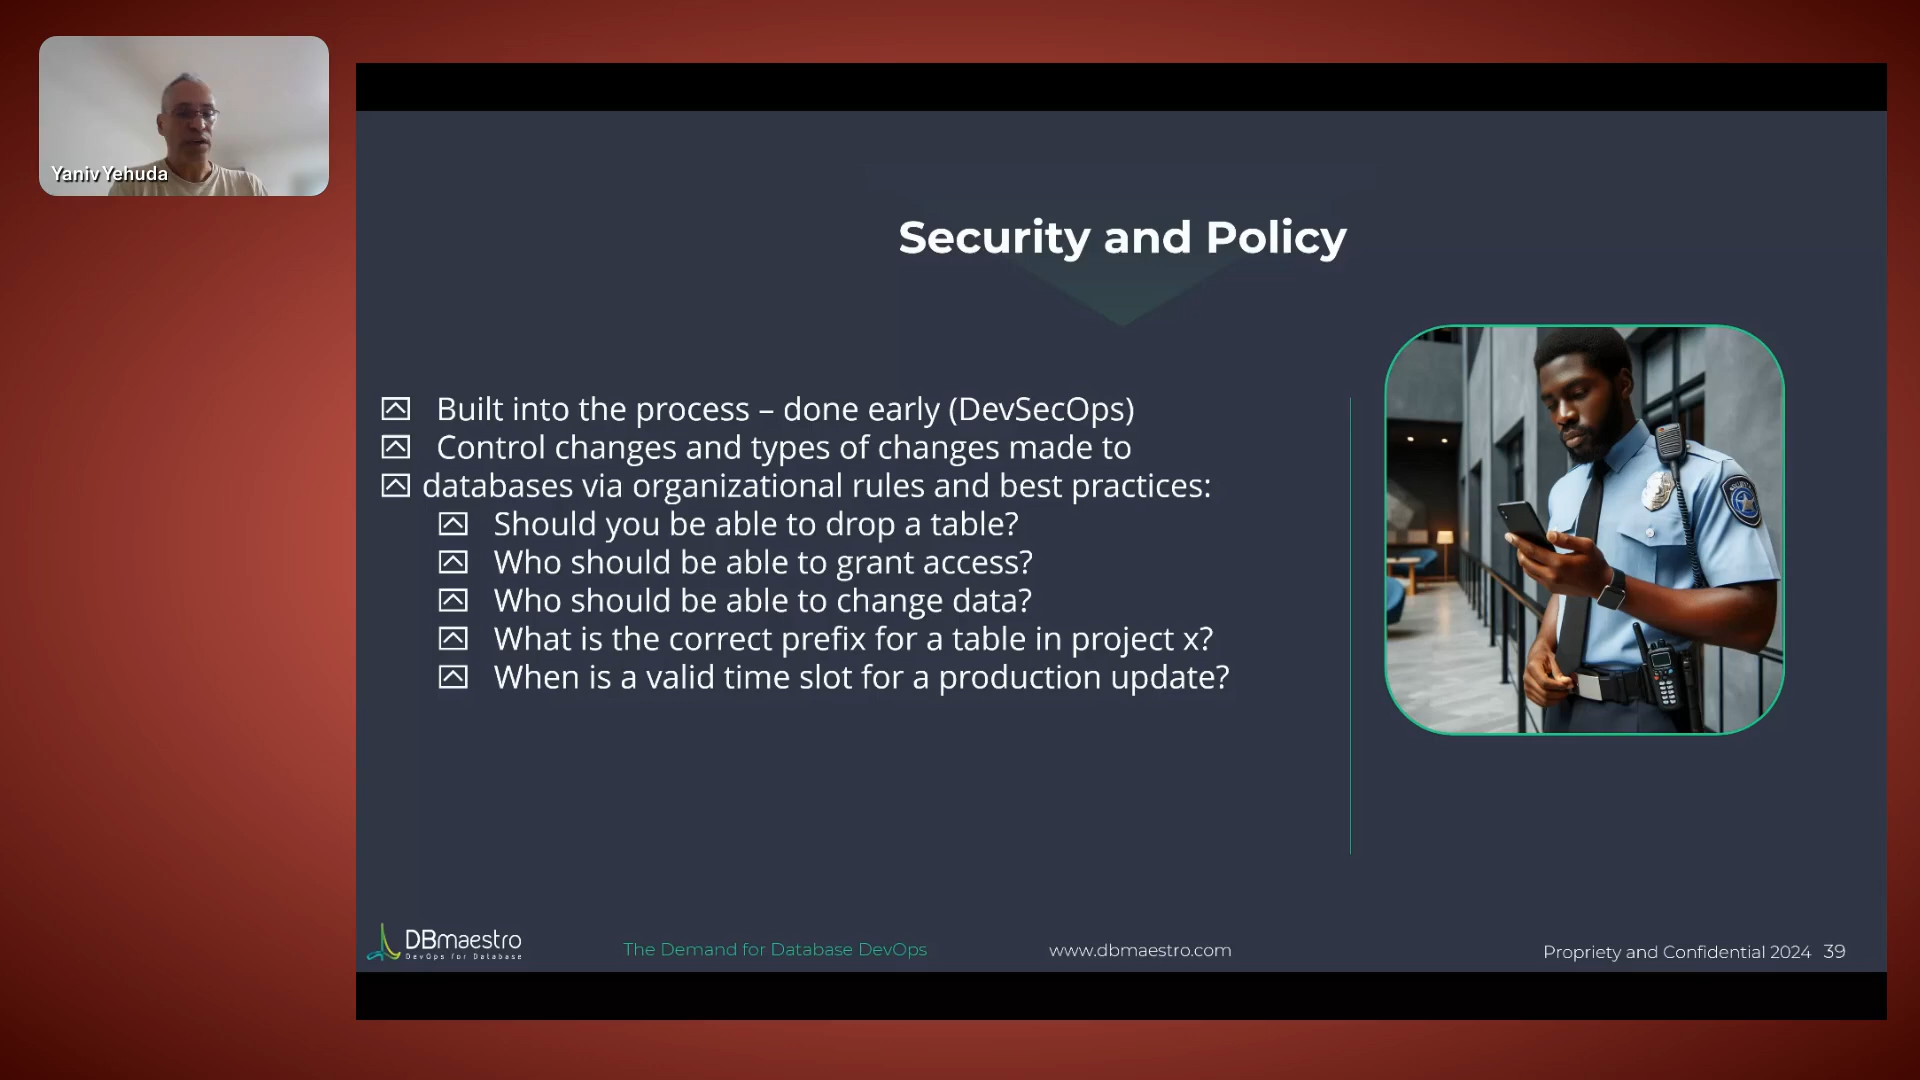 Yaniv Yehuda
Security and Policy
Built into the process – done early (DevSecOps)
Control changes and types of changes made to
databases via organizational rules and best practices:
Should you be able to drop a table?
Who should be able to grant access?
Who should be able to change data?
What is the correct prefix for a table in project x?
When is a valid time slot for a production update?
DBmaestro
DevOps for Database
The Demand for Database DevOps
www.dbmaestro.com
Propriety and Confidential 2024 39